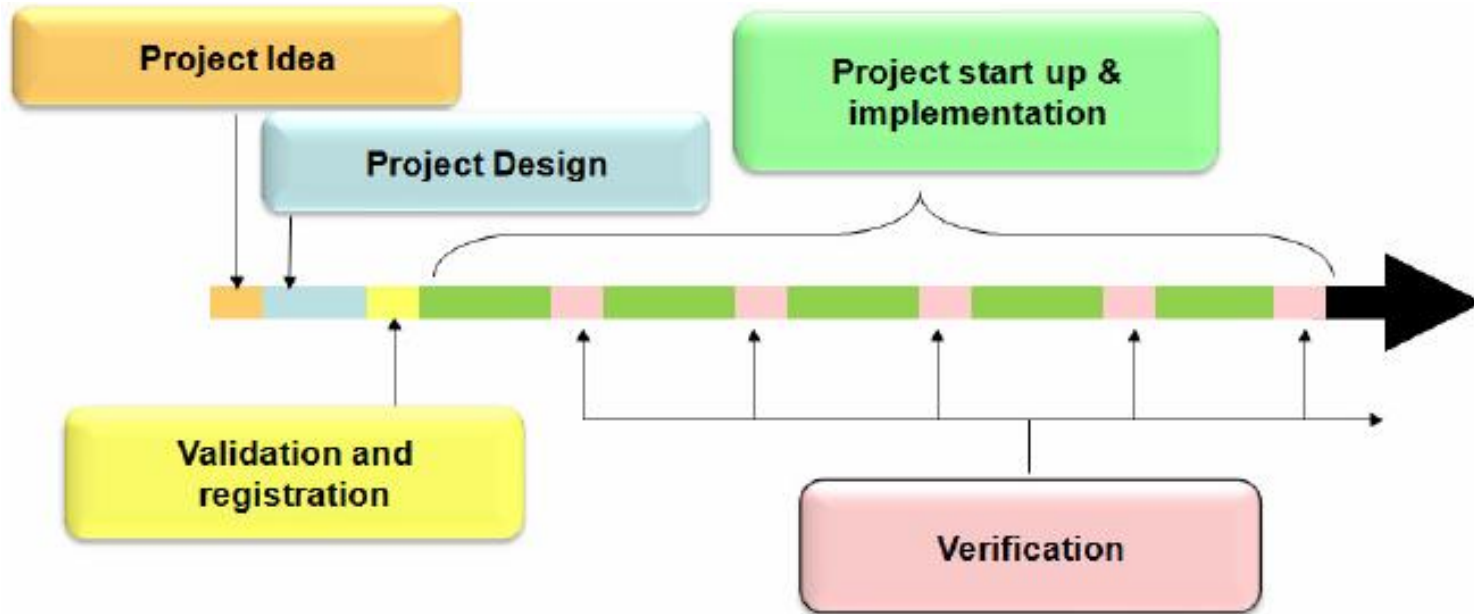 Project Idea
Project Design
Project start up &
implementation
Validation and
registration
Verification